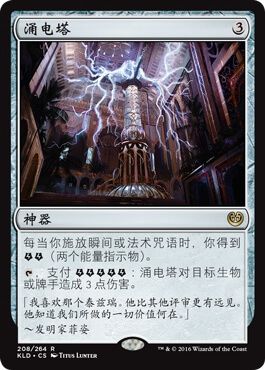 涌电塔 3
神器
每当你施放瞬间或法术咒语时，你得到
（两个能量指示物）。
，支付：涌电塔对目标生物
或牌手造成3点伤害。
「我喜欢那个泰兹瑞。他比其他评审更有远见。
他知道我们所做的一切价值何在。」
～发明家菲姿
208/264 R
KLD • CS TITUS LUNTER
™ & © 2016 Wizards of the Coast